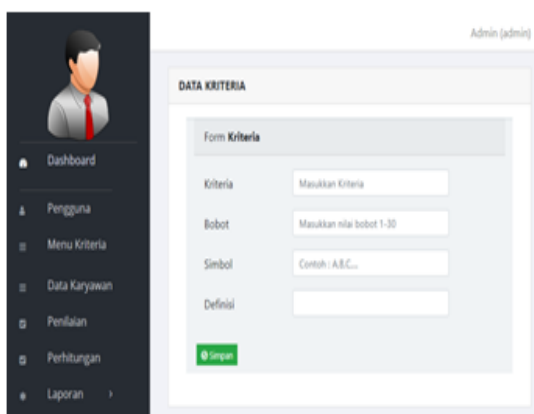 Admin (admin)
DATA KRITERIA
Form Kriteria
Dashboard
Pengguna
Menu Kriteria
Data Karyawan
Penilaian
Perhitungan
Laporan
Kriteria
Masukkan Kriteria
Bobot
Masukkan nilai bobot 1-30
Simbol
Contoh : A.B.C...
Definisi
Simpan